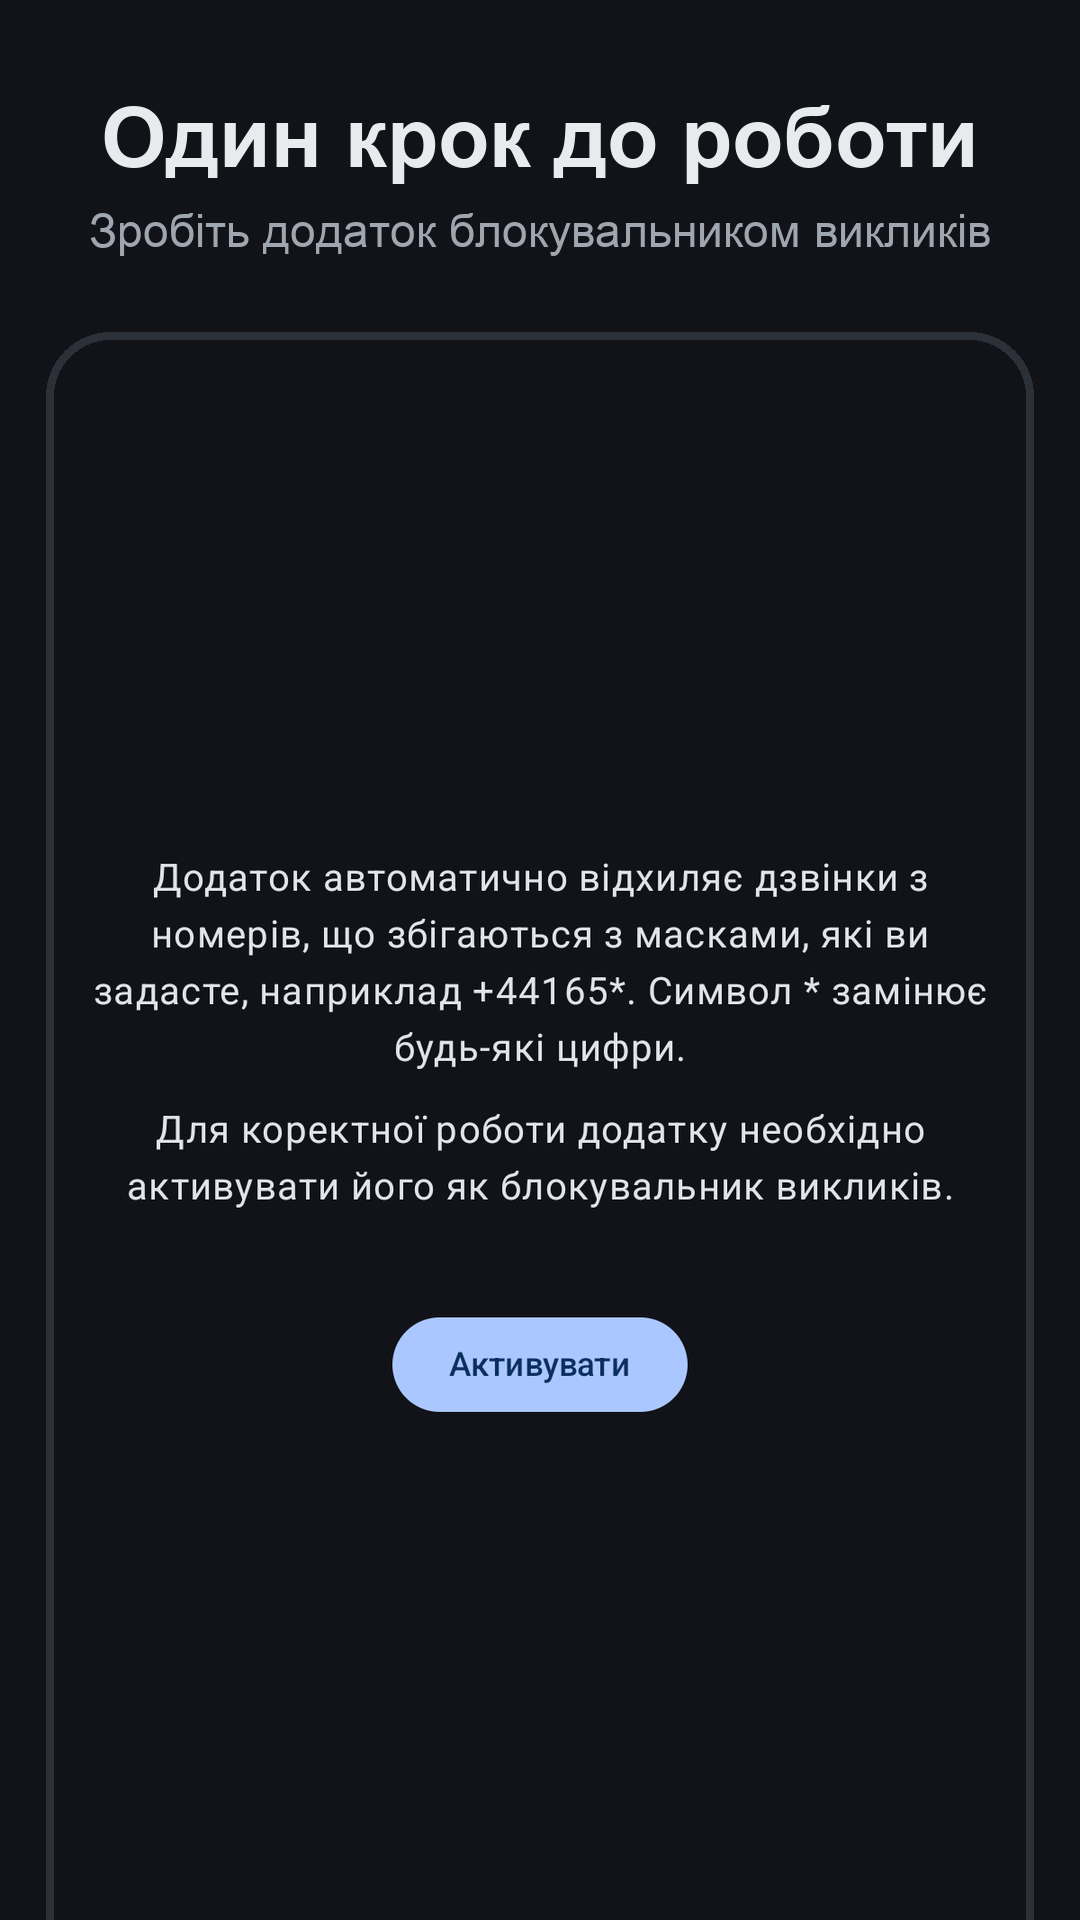 Один крок до роботи
Зробіть додаток блокувальником викликів
Додаток автоматично відхиляє дзвінки з
номерів, що збігаються з масками, які ви
задасте, наприклад +44165*. Символ * замінює
будь-які цифри.
Для коректної роботи додатку необхідно
активувати його як блокувальник викликів.
Активувати